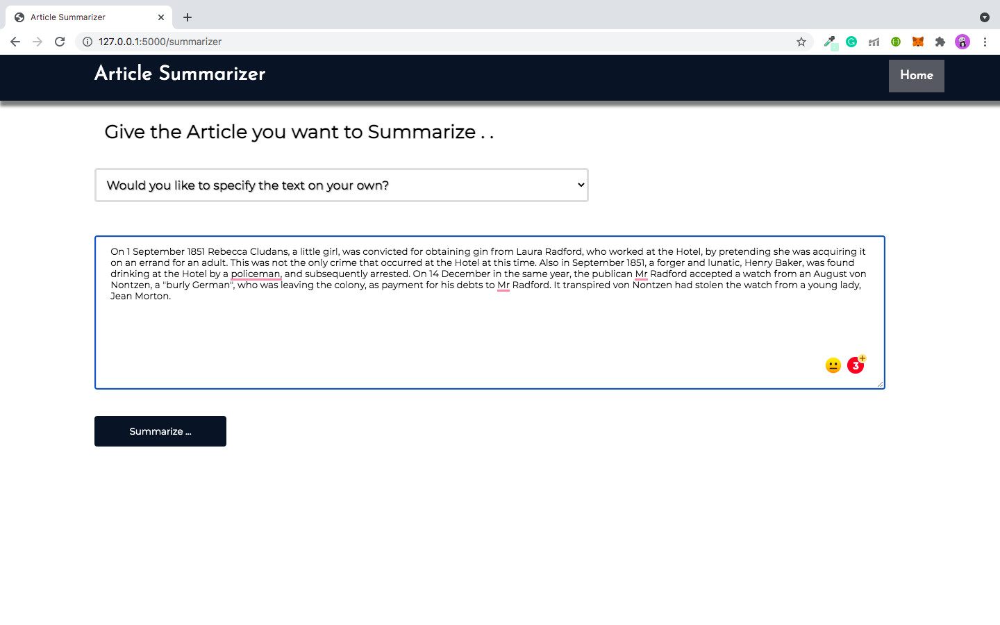 Article Summarizer
127.0.0.1:5000/summarizer
Article Summarizer
Home
Give the Article you want to Summarize . .
Would you like to specify the text on your own?
On 1 September 1851 Rebecca Cludans, a little girl, was convicted for obtaining gin from Laura Radford, who worked at the Hotel, by pretending she was acquiring it
on an errand for an adult. This was not the only crime that occurred at the Hotel at this time. Also in September 1851, a forger and lunatic, Henry Baker, was found
drinking at the Hotel by a policeman, and subsequently arrested. On 14 December in the same year, the publican Mr Radford accepted a watch from an August von
Nontzen, a "burly German", who was leaving the colony, as payment for his debts to Mr Radford. It transpired von Nontzen had stolen the watch from a young lady,
Jean Morton.
3+
Summarize ...